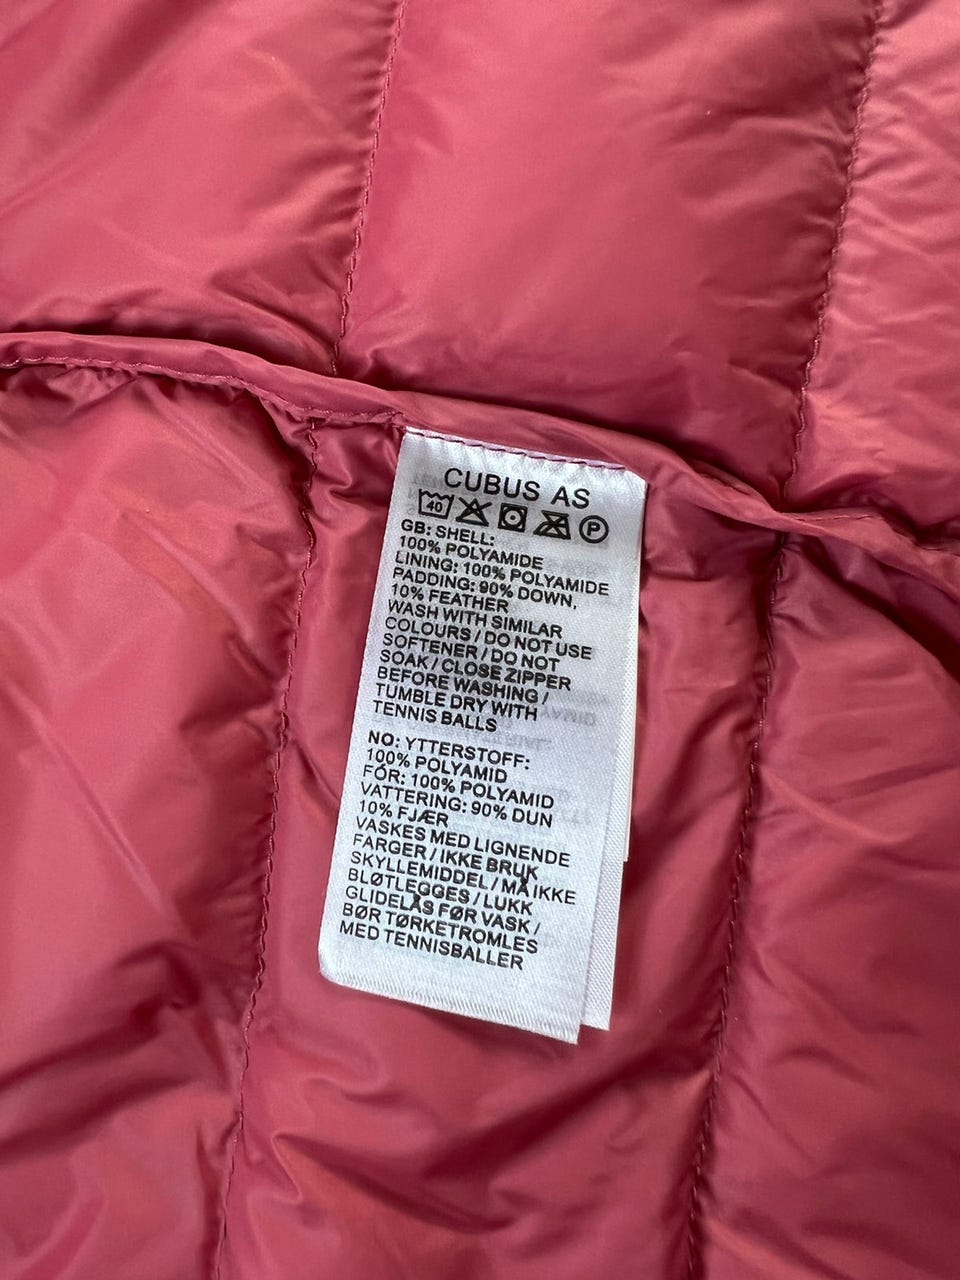 CUBUS AS
40 P
GB: SHELL:
100% POLYAMIDE
LINING: 100% POLYAMIDE
PADDING: 90% DOWN,
10% FEATHER
WASH WITH SIMILAR
COLOURS / DO NOT USE
SOFTENER / DO NOT
SOAK / CLOSE ZIPPER
BEFORE WASHING /
TUMBLE DRY WITH
TENNIS BALLS
NO: YTTERSTOFF:
100% POLYAMID
FÓR: 100% POLYAMID
VATTERING: 90% DUN
10% FJÆR
VASKES MED LIGNENDE
FARGER / IKKE BRUK
SKYLLEMIDDEL / MÅ IKKE
BLØTLEGGES / LUKK
GLIDELÅS FØR VASK /
BØR TØRKETROMLES
MED TENNISBALLER